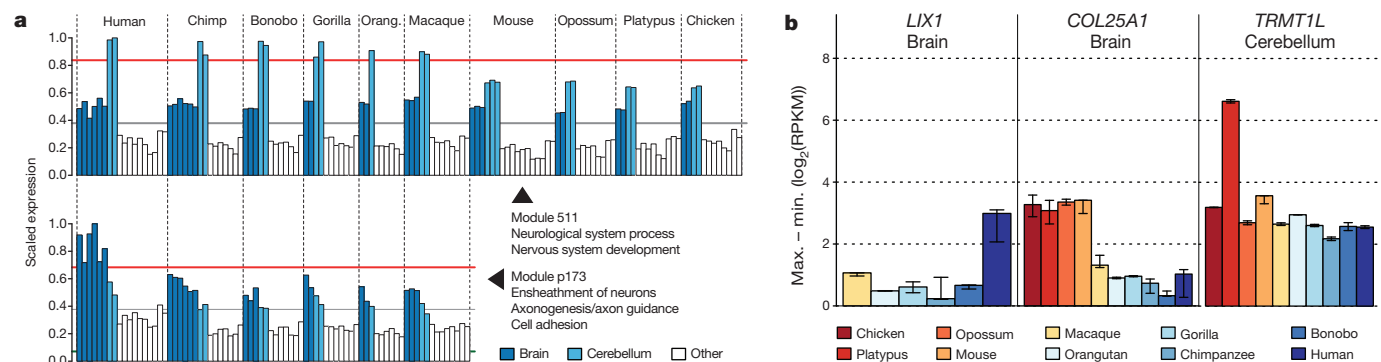 a
Human Chimp Bonobo Gorilla Orang. Macaque Mouse Opossum Platypus Chicken
Scaled expression
1.0
0.8
0.6
0.4
0.2
0.0
Module 511
Neurological system process
Nervous system development
1.0
0.8
0.6
0.4
0.2
0.0
Module p173
Ensheathment of neurons
Axonogenesis/axon guidance
Cell adhesion
Brain Cerebellum Other
b
LIX1 COL25A1 TRMT1L
Brain Brain Cerebellum
Max. – min. (log2(RPKM))
8
6
4
2
0
Chicken Opossum Macaque Gorilla Bonobo
Platypus Mouse Orangutan Chimpanzee Human